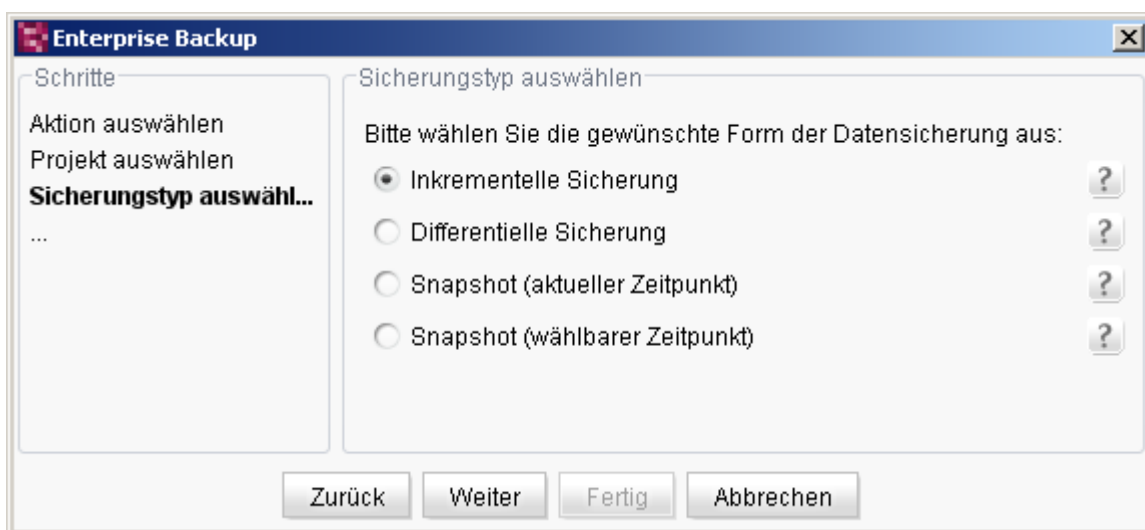 Enterprise Backup
Schritte
Aktion auswählen
Projekt auswählen
Sicherungstyp auswähl...
...
Sicherungstyp auswählen
Bitte wählen Sie die gewünschte Form der Datensicherung aus:
Inkrementelle Sicherung ?
Differentielle Sicherung ?
Snapshot (aktueller Zeitpunkt) ?
Snapshot (wählbarer Zeitpunkt) ?
Zurück Weiter Fertig Abbrechen